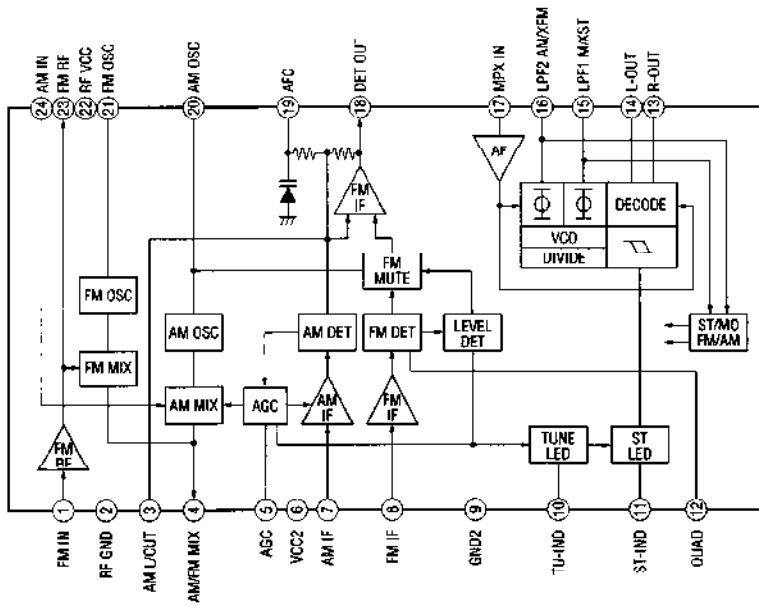 24 AM IN
23 FM RF
22 RF VCC
21 FM OSC
20 AM OSC
19 AFC
18 DET OUT
17 MPX IN
16 LPF2 AM/XFM
15 LPF1 M/XST
14 L-OUT
13 R-OUT
AF
FM IF
DECODE
VCO
DIVIDE
FM MUTE
FM OSC
AM OSC
AM DET
FM DET
LEVEL DET
ST/MO
FM/AM
FM MIX
AM MIX
AGC
AM IF
FM IF
FM RF
TUNE LED
ST LED
1 FM IN
2 RF GND
3 AM L/CUT
4 AM/FM MIX
5 AGC
6 VCC2
7 AM IF
8 FM IF
9 GND2
10 TU-IND
11 ST-IND
12 QUAD